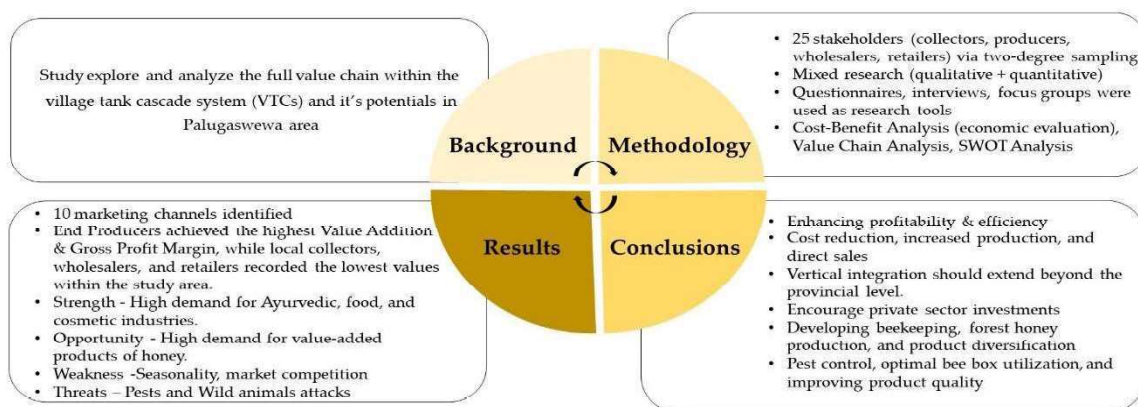 Study explore and analyze the full value chain within the
village tank cascade system (VTCs) and it's potentials in
Palugaswewa area
Background
Methodology
• 25 stakeholders (collectors, producers,
wholesalers, retailers) via two-degree sampling
• Mixed research (qualitative + quantitative)
• Questionnaires, interviews, focus groups were
used as research tools
• Cost-Benefit Analysis (economic evaluation),
Value Chain Analysis, SWOT Analysis
• 10 marketing channels identified
• End Producers achieved the highest Value Addition
& Gross Profit Margin, while local collectors,
wholesalers, and retailers recorded the lowest values
within the study area.
• Strength - High demand for Ayurvedic, food, and
cosmetic industries.
• Opportunity - High demand for value-added
products of honey.
• Weakness -Seasonality, market competition
• Threats – Pests and Wild animals attacks
Results
Conclusions
• Enhancing profitability & efficiency
• Cost reduction, increased production, and
direct sales
• Vertical integration should extend beyond the
provincial level.
• Encourage private sector investments
• Developing beekeeping, forest honey
production, and product diversification
• Pest control, optimal bee box utilization, and
improving product quality